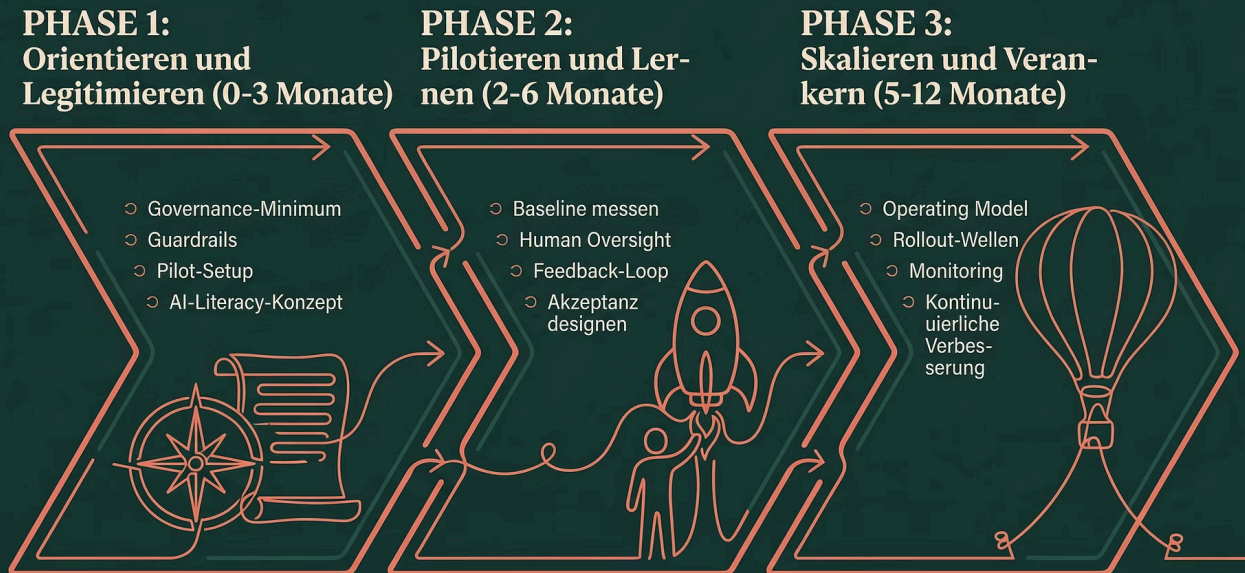 PHASE 1:
Orientieren und
Legitimieren (0-3 Monate)
Governance-Minimum
Guardrails
Pilot-Setup
AI-Literacy-Konzept
PHASE 2:
Pilotieren und Ler-
nen (2-6 Monate)
Baseline messen
Human Oversight
Feedback-Loop
Akzeptanz
designen
PHASE 3:
Skalieren und Veran-
kern (5-12 Monate)
Operating Model
Rollout-Wellen
Monitoring
Kontinu-
uierliche
Verbes-
serung